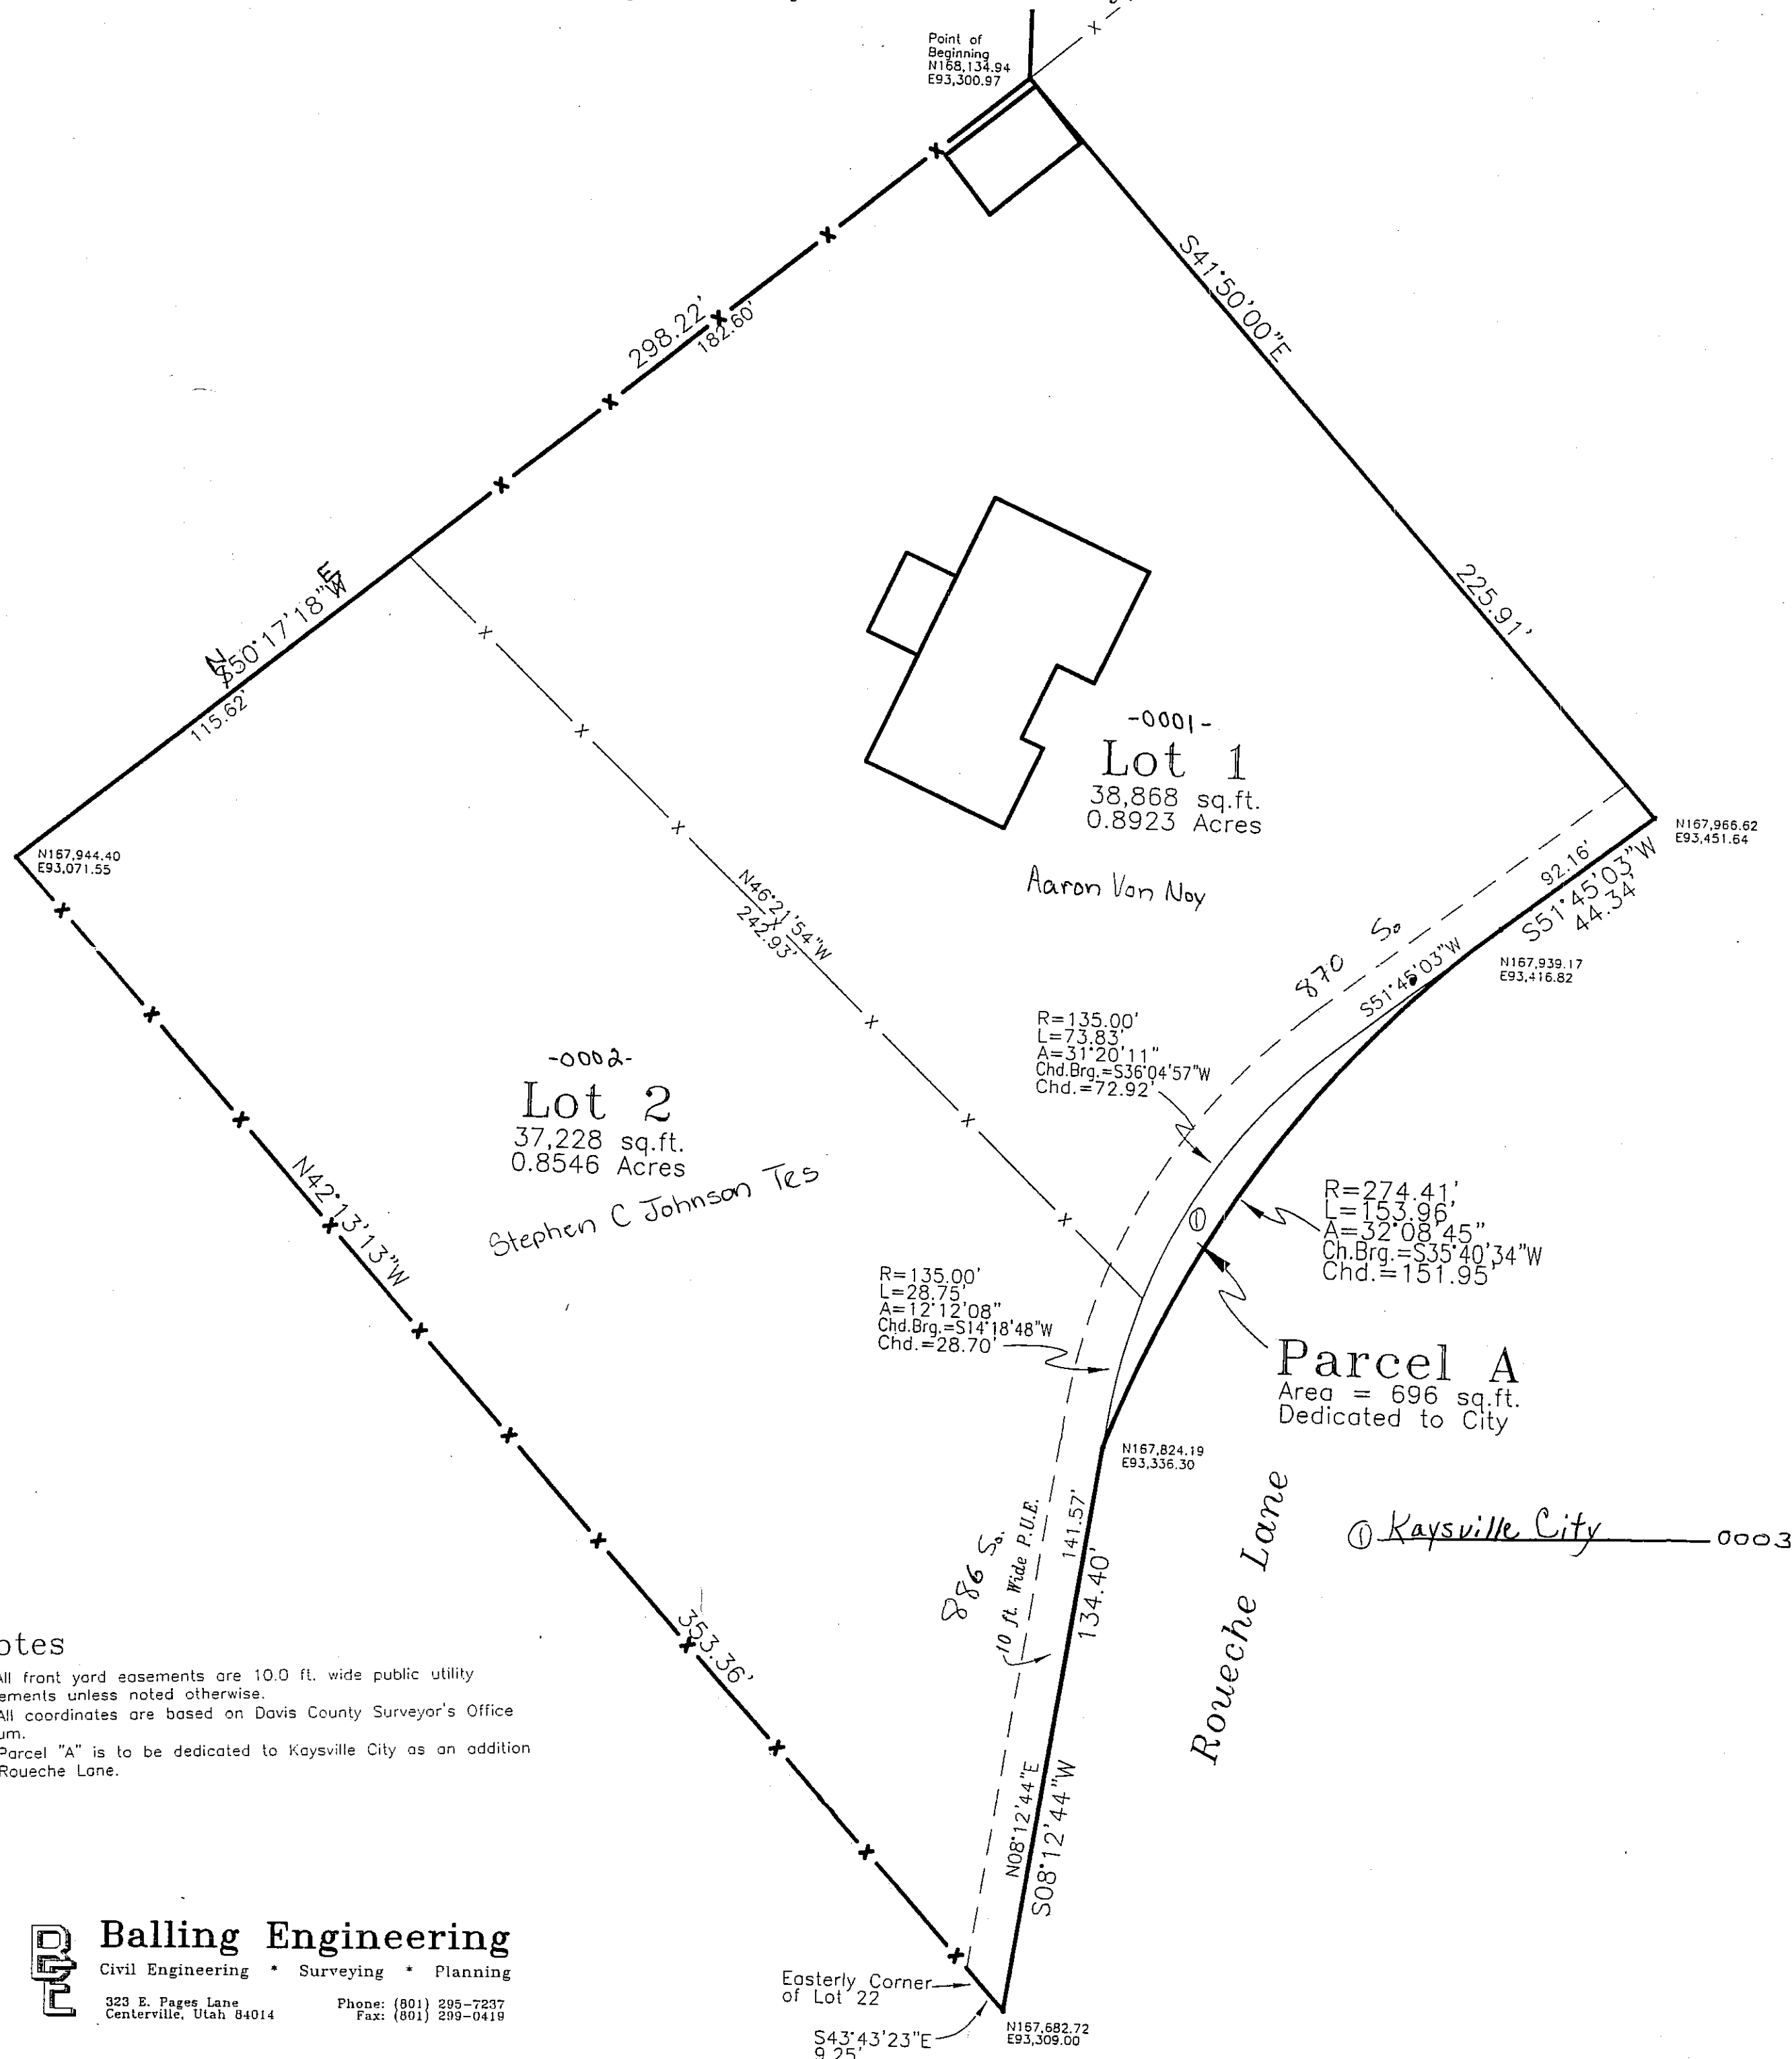 Point of
Beginning
N168,134.94
E93,300.97
S41°50'00"E
298.22'
182.60'
225.91'
N E
S50°17'18"W
115.62'
-0001-
Lot 1
38,868 sq.ft.
0.8923 Acres
Aaron Van Noy
N167,966.62
E93,451.64
92.16'
S51°45'03"W
44.34'
N167,944.40
E93,071.55
N46°21'54"W
242.93'
870 So
S51°45'03"W
N167,939.17
E93,416.82
R=135.00'
L=73.83'
A=31°20'11"
Chd.Brg.=S36°04'57"W
Chd.=72.92'
-0002-
Lot 2
37,228 sq.ft.
0.8546 Acres
Stephen C Johnson Tes
N42°13'13"W
①
R=274.41'
L=153.96'
A=32°08'45"
Ch.Brg.=S35°40'34"W
Chd.=151.95'
R=135.00'
L=28.75'
A=12°12'08"
Chd.Brg.=S14°18'48"W
Chd.=28.70'
Parcel A
Area = 696 sq.ft.
Dedicated to City
N167,824.19
E93,336.30
① Kaysville City 0003
886 So.
10 ft. Wide P.U.E.
141.57'
134.40'
Roueche Lane
353.36'
N08°12'44"E
S08°12'44"W
otes
All front yard easements are 10.0 ft. wide public utility
ements unless noted otherwise.
All coordinates are based on Davis County Surveyor's Office
um.
Parcel "A" is to be dedicated to Kaysville City as an addition
Roueche Lane.
BE
Balling Engineering
Civil Engineering * Surveying * Planning
323 E. Pages Lane
Centerville, Utah 84014
Phone: (801) 295-7237
Fax: (801) 299-0419
Easterly Corner
of Lot 22
S43°43'23"E
9.25'
N167,682.72
E93,309.00